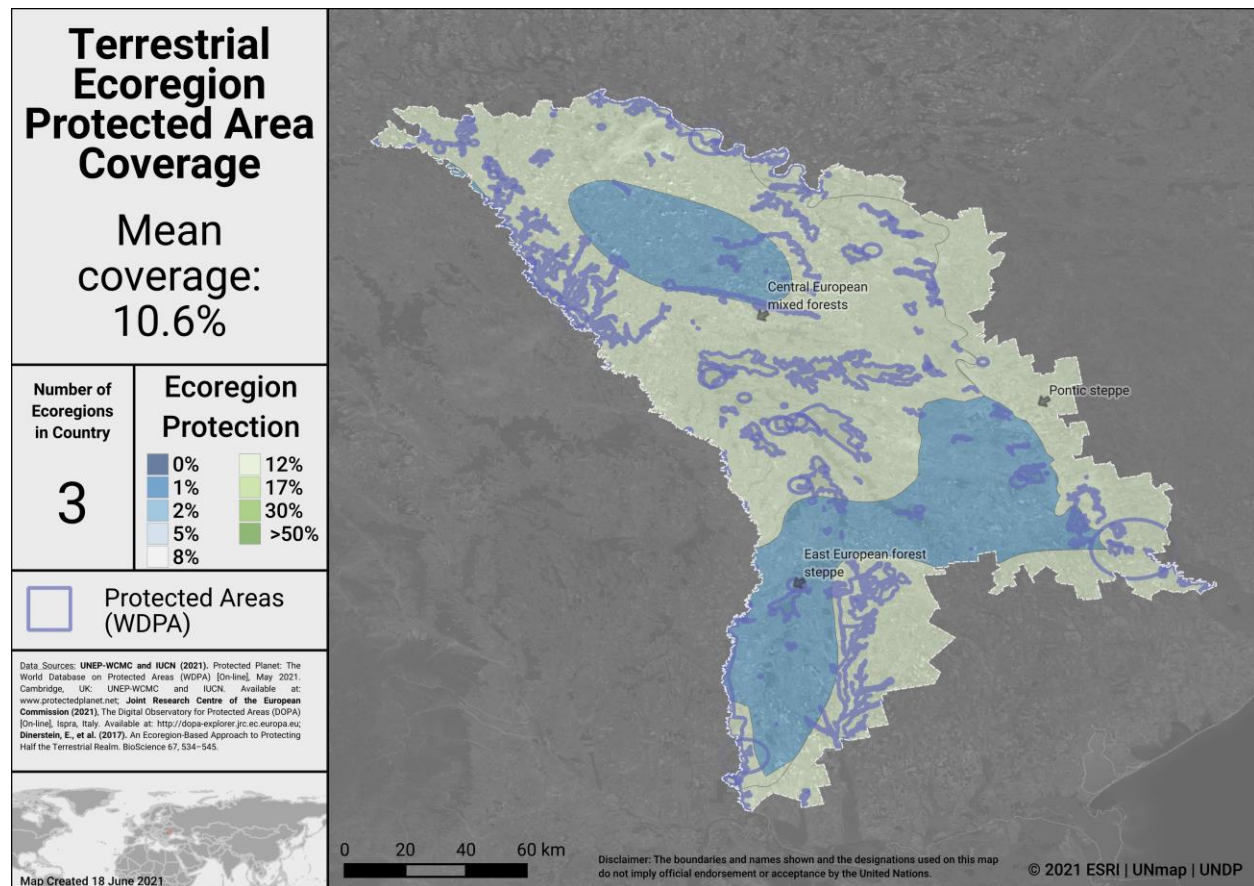 Terrestrial
Ecoregion
Protected Area
Coverage
Mean
coverage:
10.6%
Number of
Ecoregions
in Country
3
Ecoregion
Protection
0%
1%
2%
5%
8%
12%
17%
30%
>50%
Protected Areas
(WDPA)
Data Sources: UNEP-WCMC and IUCN (2021). Protected Planet: The
World Database on Protected Areas (WDPA) [On-line], May 2021.
Cambridge, UK: UNEP-WCMC and IUCN. Available at:
www.protectedplanet.net; Joint Research Centre of the European
Commission (2021), The Digital Observatory for Protected Areas (DOPA)
[On-line], Ispra, Italy. Available at: http://dopa-explorer.jrc.ec.europa.eu;
Dinerstein, E., et al. (2017). An Ecoregion-Based Approach to Protecting
Half the Terrestrial Realm. BioScience 67, 534–545.
Map Created 18 June 2021
Central European
mixed forests
Pontic steppe
East European forest
steppe
0 20 40 60 km
Disclaimer: The boundaries and names shown and the designations used on this map
do not imply official endorsement or acceptance by the United Nations.
© 2021 ESRI | UNmap | UNDP